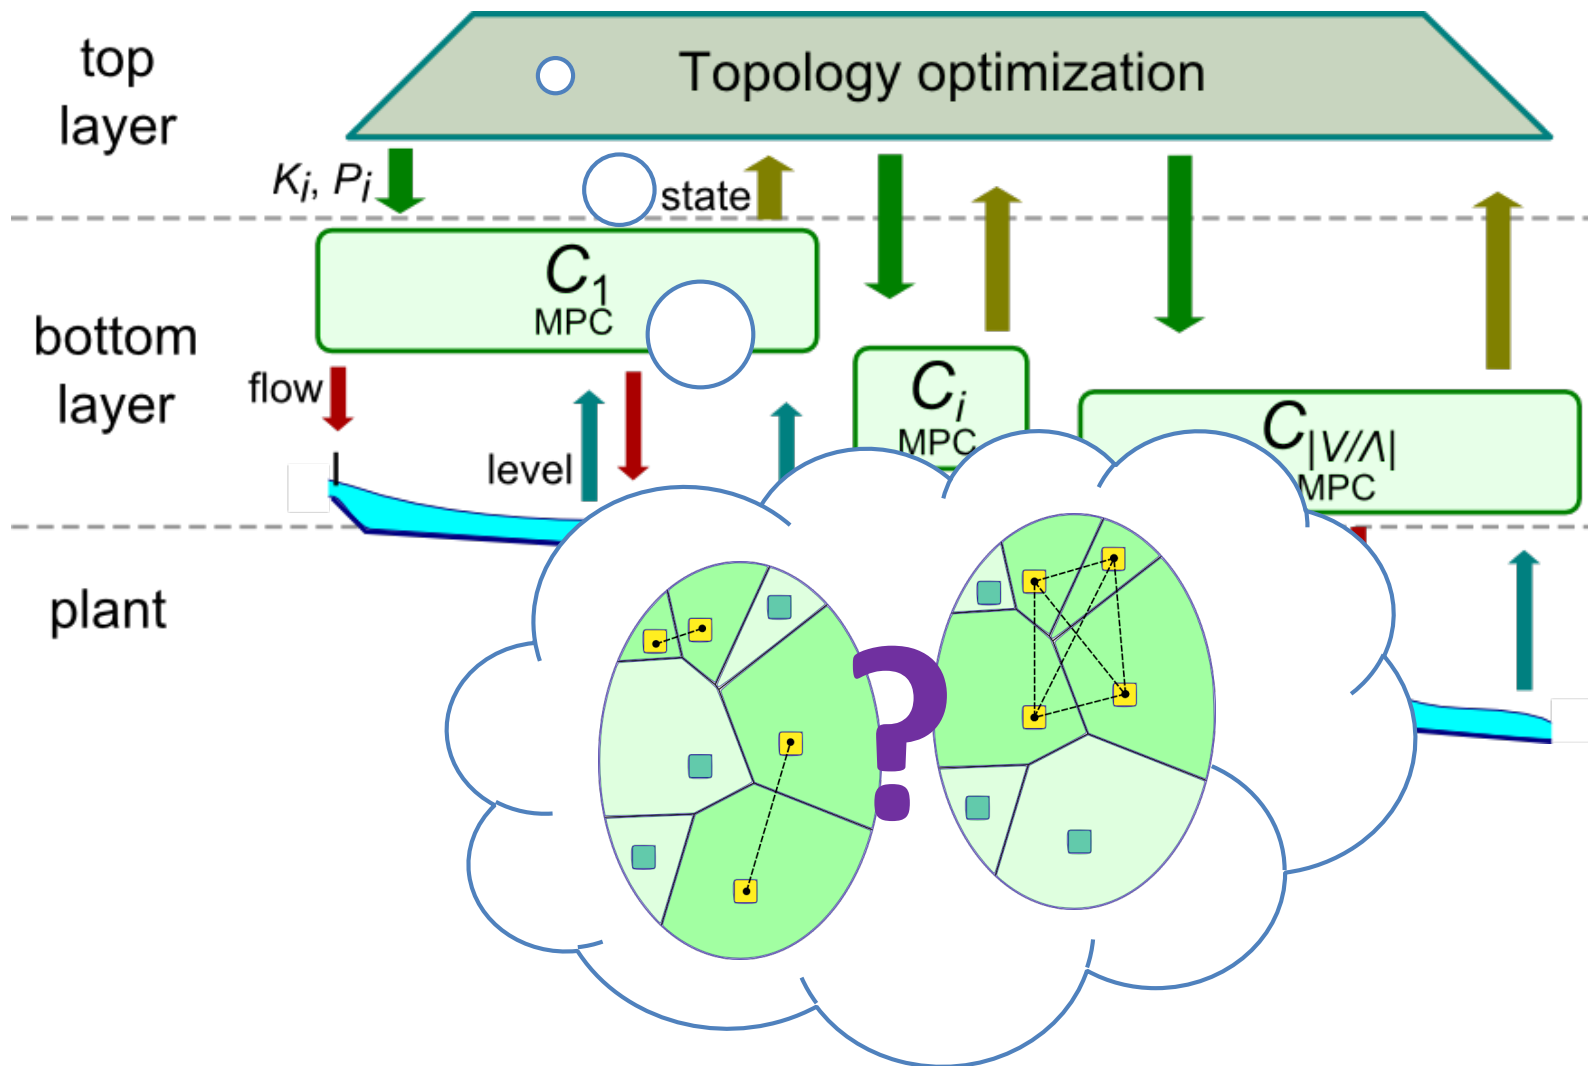 top
layer
Topology optimization
Ki, Pi
state
C1
MPC
bottom
layer
flow
level
Ci
MPC
C|V/Λ|
MPC
plant
?